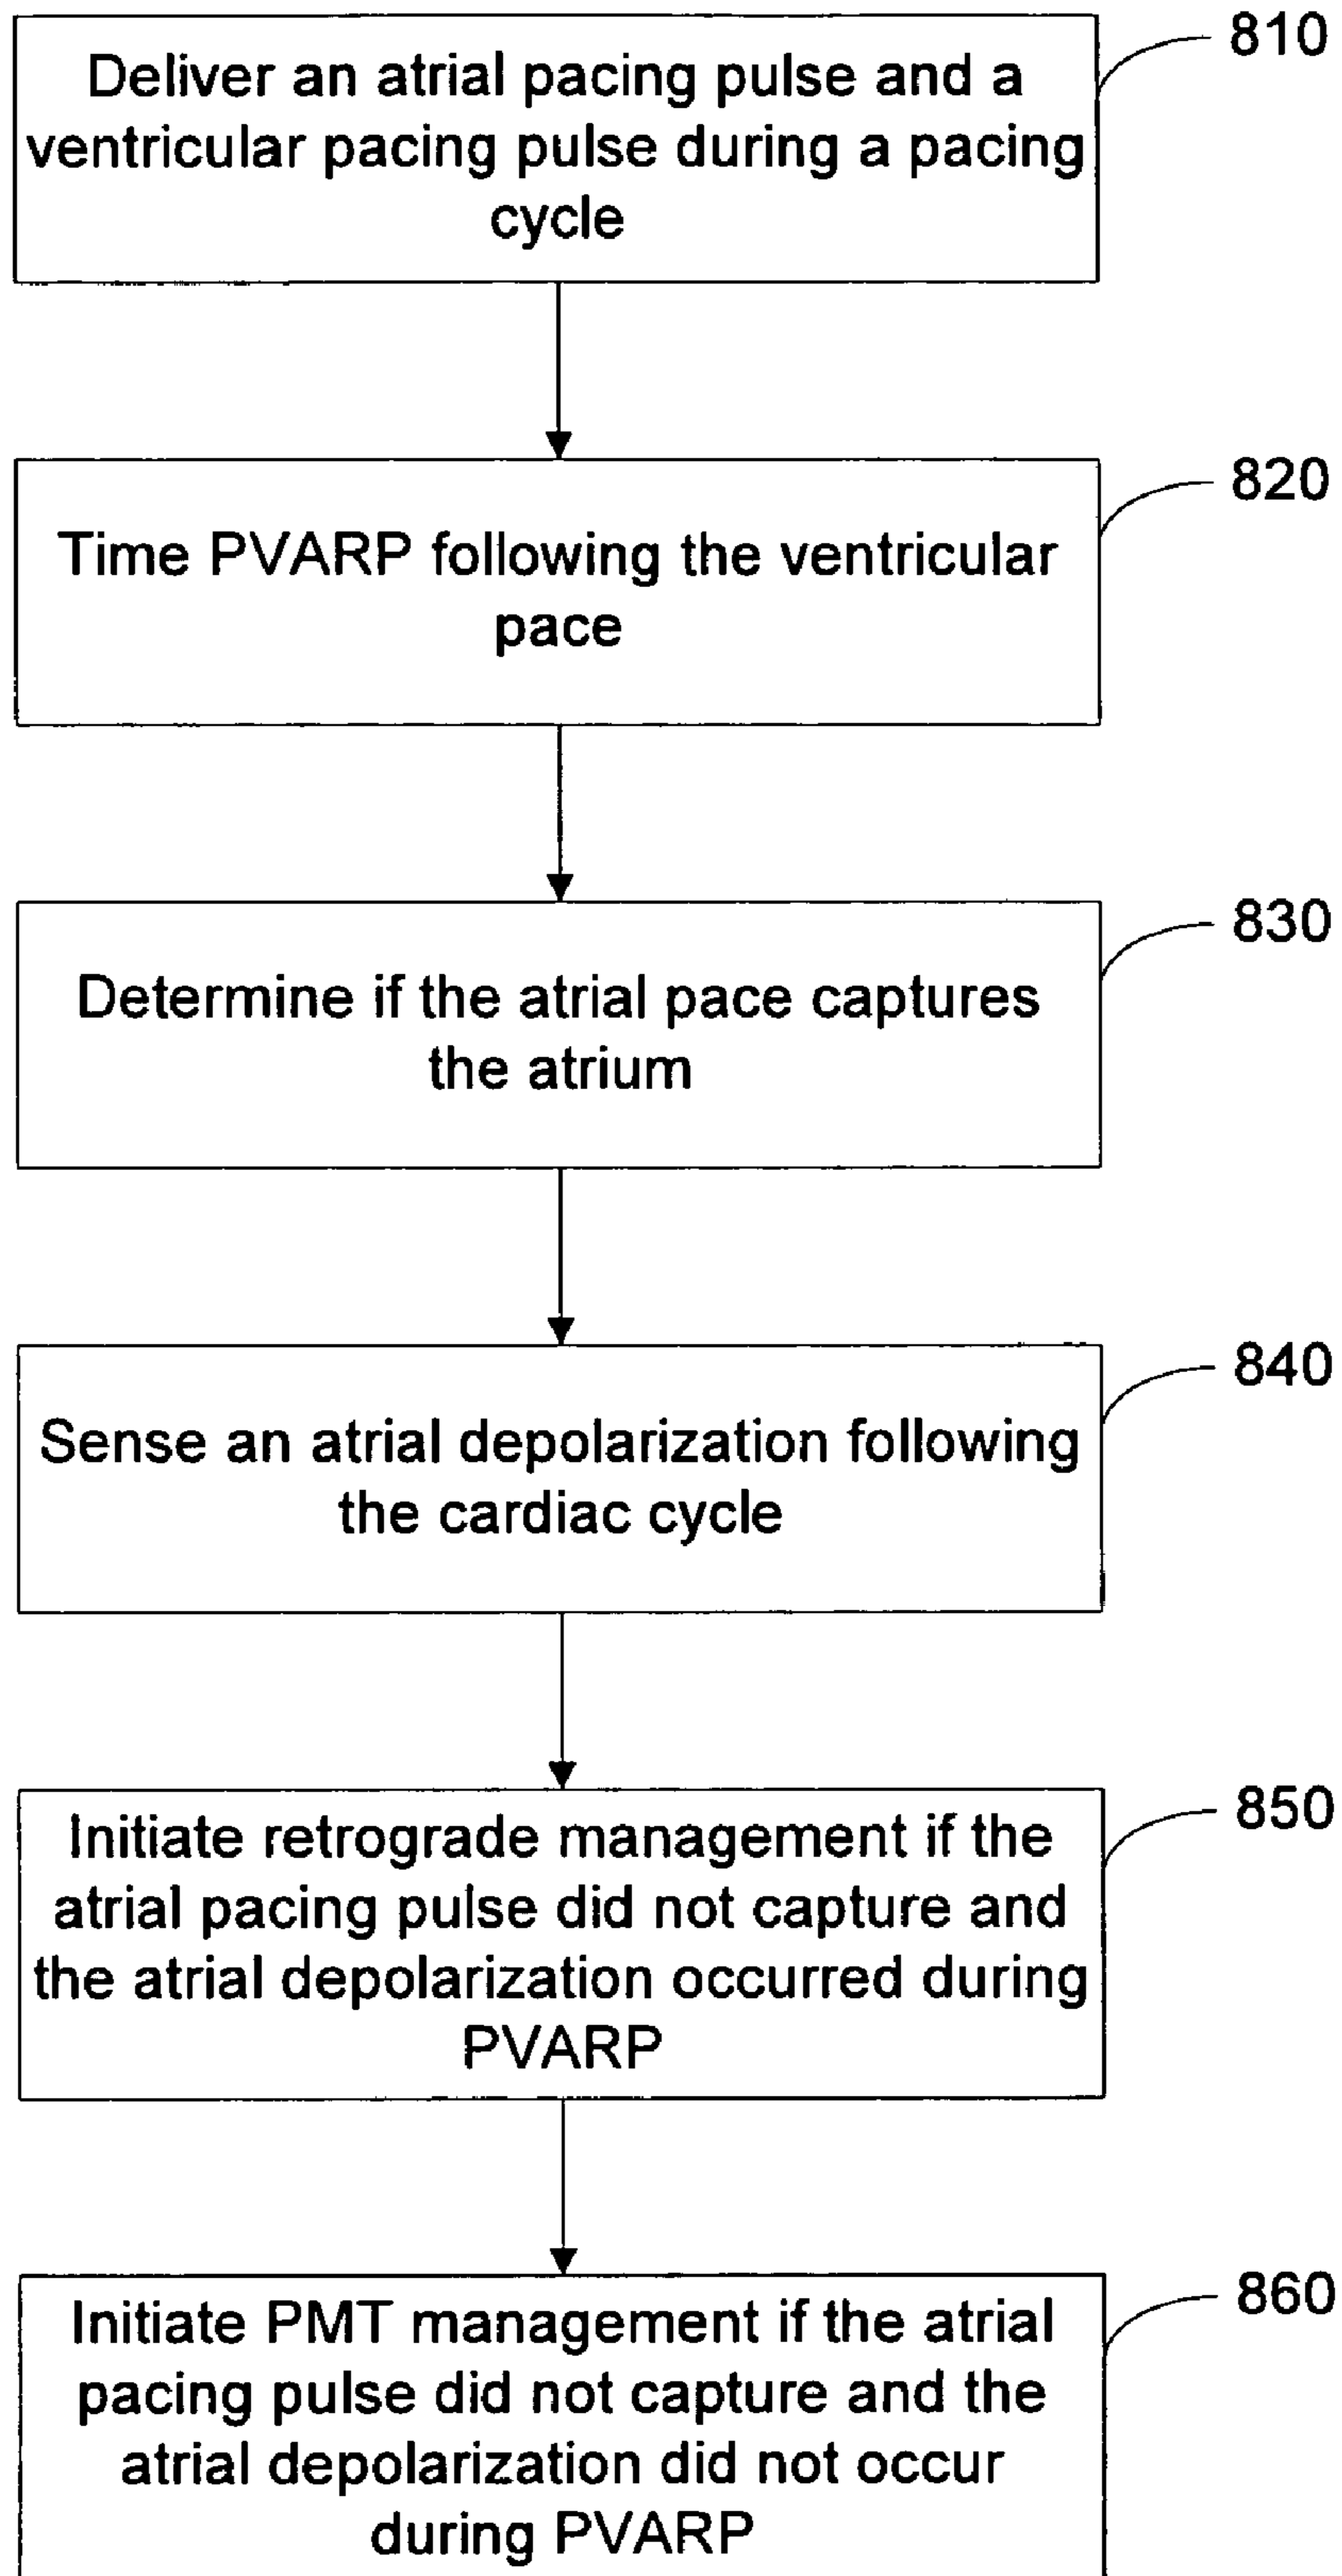 Deliver an atrial pacing pulse and a
ventricular pacing pulse during a pacing
cycle
810
Time PVARP following the ventricular
pace
820
Determine if the atrial pace captures
the atrium
830
Sense an atrial depolarization following
the cardiac cycle
840
Initiate retrograde management if the
atrial pacing pulse did not capture and
the atrial depolarization occurred during
PVARP
850
Initiate PMT management if the atrial
pacing pulse did not capture and the
atrial depolarization did not occur
during PVARP
860